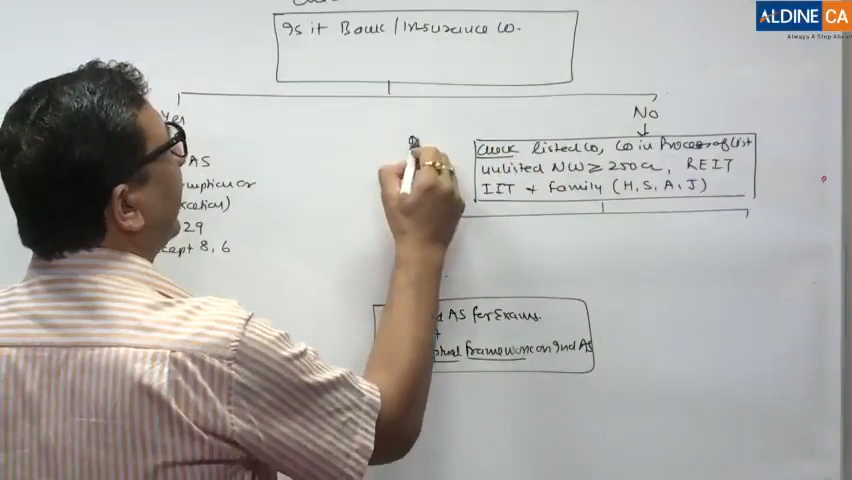 ALDINE CA
Always A Step Ahead
Is it Bank / Insurance Co.
Yes
No
AS
Check listed Co, Co in Process of List
unlisted NW ≥ 250 Cr, REIT
IIT + family (H, S, A, J)
29
8, 6
AS for Exams.
+
Framework on Ind AS